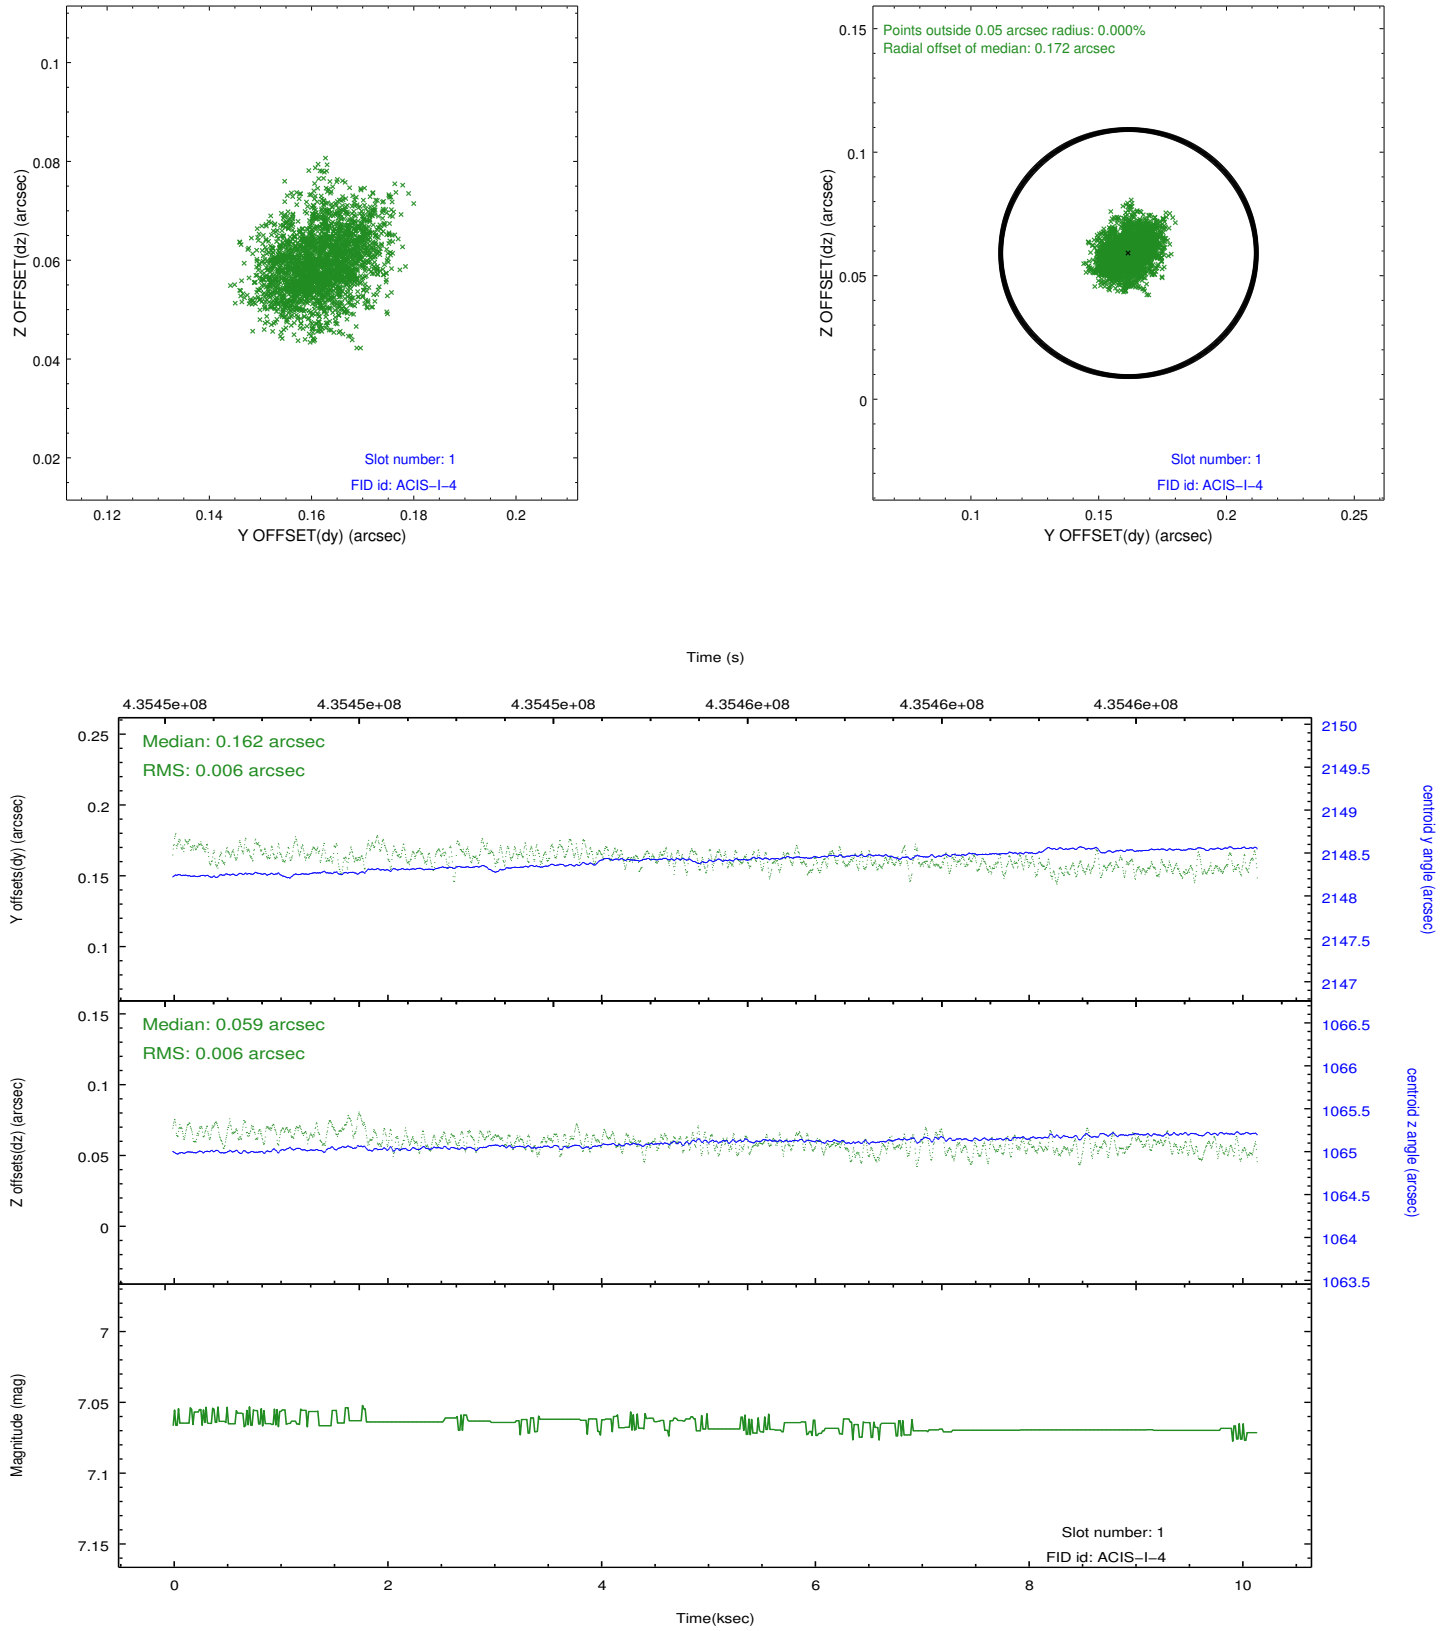 0.1
0.08
0.06
0.04
0.02
Z OFFSET(dz) (arcsec)
Slot number: 1
FID id: ACIS−I−4
0.12 0.14 0.16 0.18 0.2
Y OFFSET(dy) (arcsec)
Points outside 0.05 arcsec radius: 0.000%
Radial offset of median: 0.172 arcsec
0.15
0.1
0.05
0
Z OFFSET(dz) (arcsec)
Slot number: 1
FID id: ACIS−I−4
0.1 0.15 0.2 0.25
Y OFFSET(dy) (arcsec)
Time (s)
4.3545e+08 4.3545e+08 4.3545e+08 4.3546e+08 4.3546e+08 4.3546e+08
Median: 0.162 arcsec
RMS: 0.006 arcsec
0.25
0.2
0.15
0.1
Y offsets(dy) (arcsec)
2150
2149.5
2149
2148.5
2148
2147.5
2147
centroid y angle (arcsec)
Median: 0.059 arcsec
RMS: 0.006 arcsec
0.15
0.1
0.05
0
Z offsets(dz) (arcsec)
1066.5
1066
1065.5
1065
1064.5
1064
1063.5
centroid z angle (arcsec)
7
7.05
7.1
7.15
Magnitude (mag)
Slot number: 1
FID id: ACIS−I−4
0 2 4 6 8 10
Time(ksec)